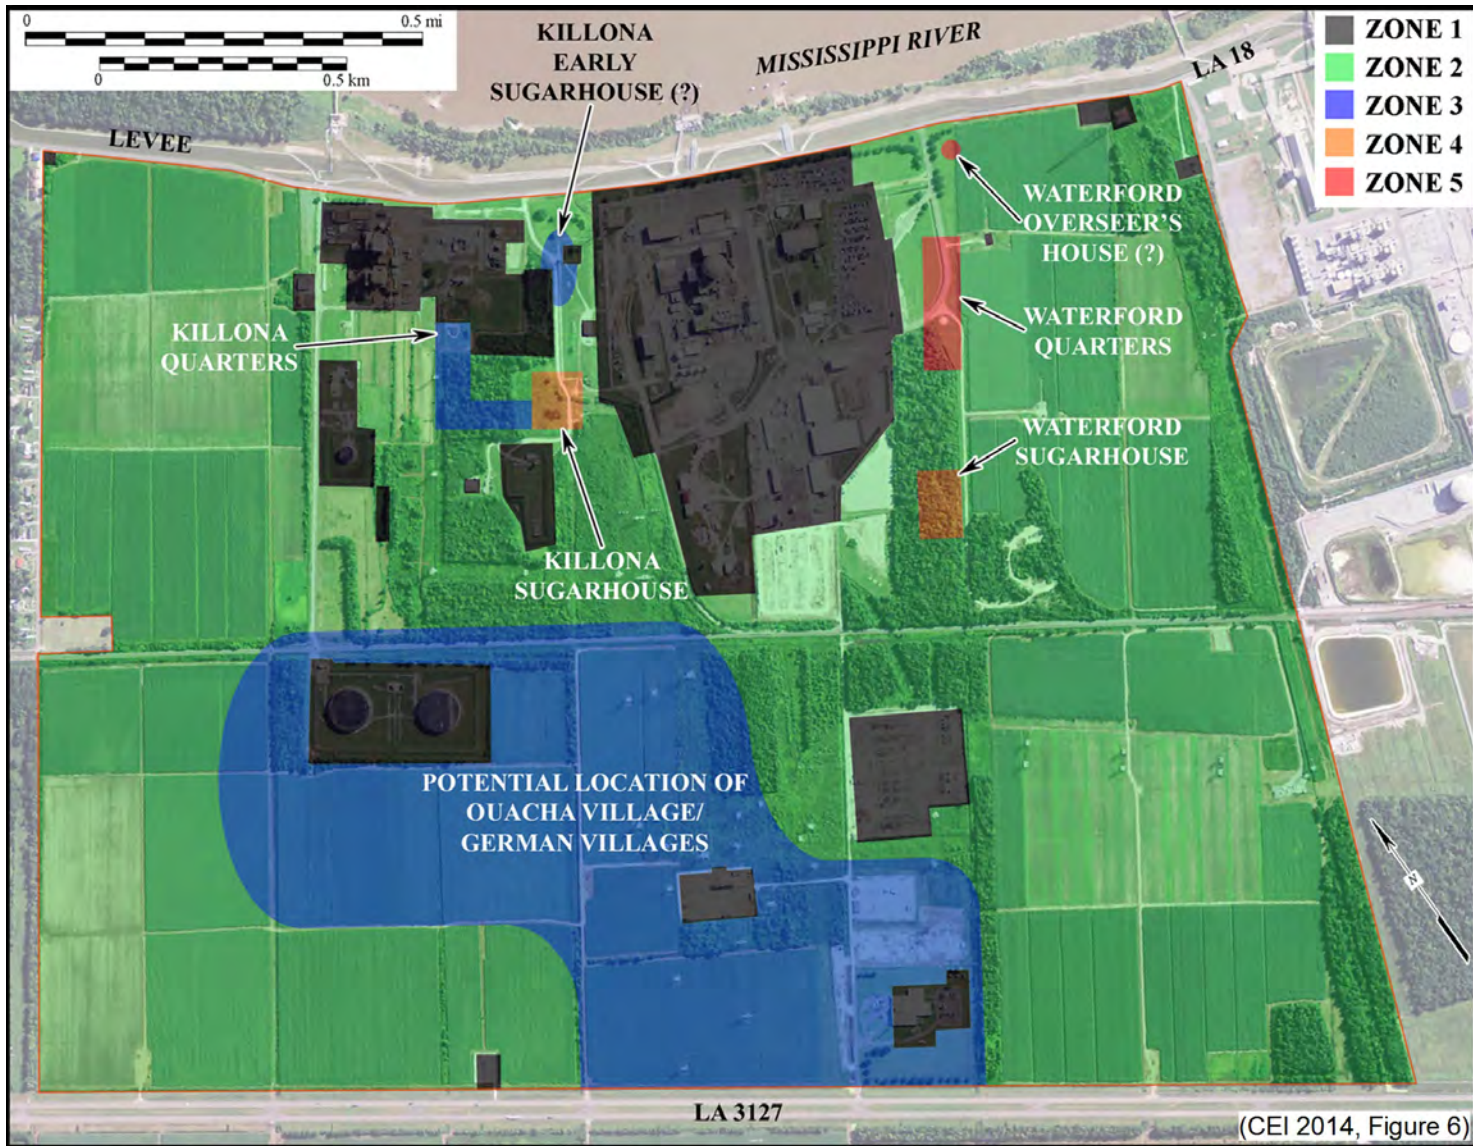 0 0.5 mi
0 0.5 km
KILLONA
EARLY
SUGARHOUSE (?)
MISSISSIPPI RIVER
LA 18
ZONE 1
ZONE 2
ZONE 3
ZONE 4
ZONE 5
LEVEE
WATERFORD
OVERSEER'S
HOUSE (?)
KILLONA
QUARTERS
WATERFORD
QUARTERS
WATERFORD
SUGARHOUSE
KILLONA
SUGARHOUSE
POTENTIAL LOCATION OF
OUACHA VILLAGE/
GERMAN VILLAGES
N
LA 3127
(CEI 2014, Figure 6)